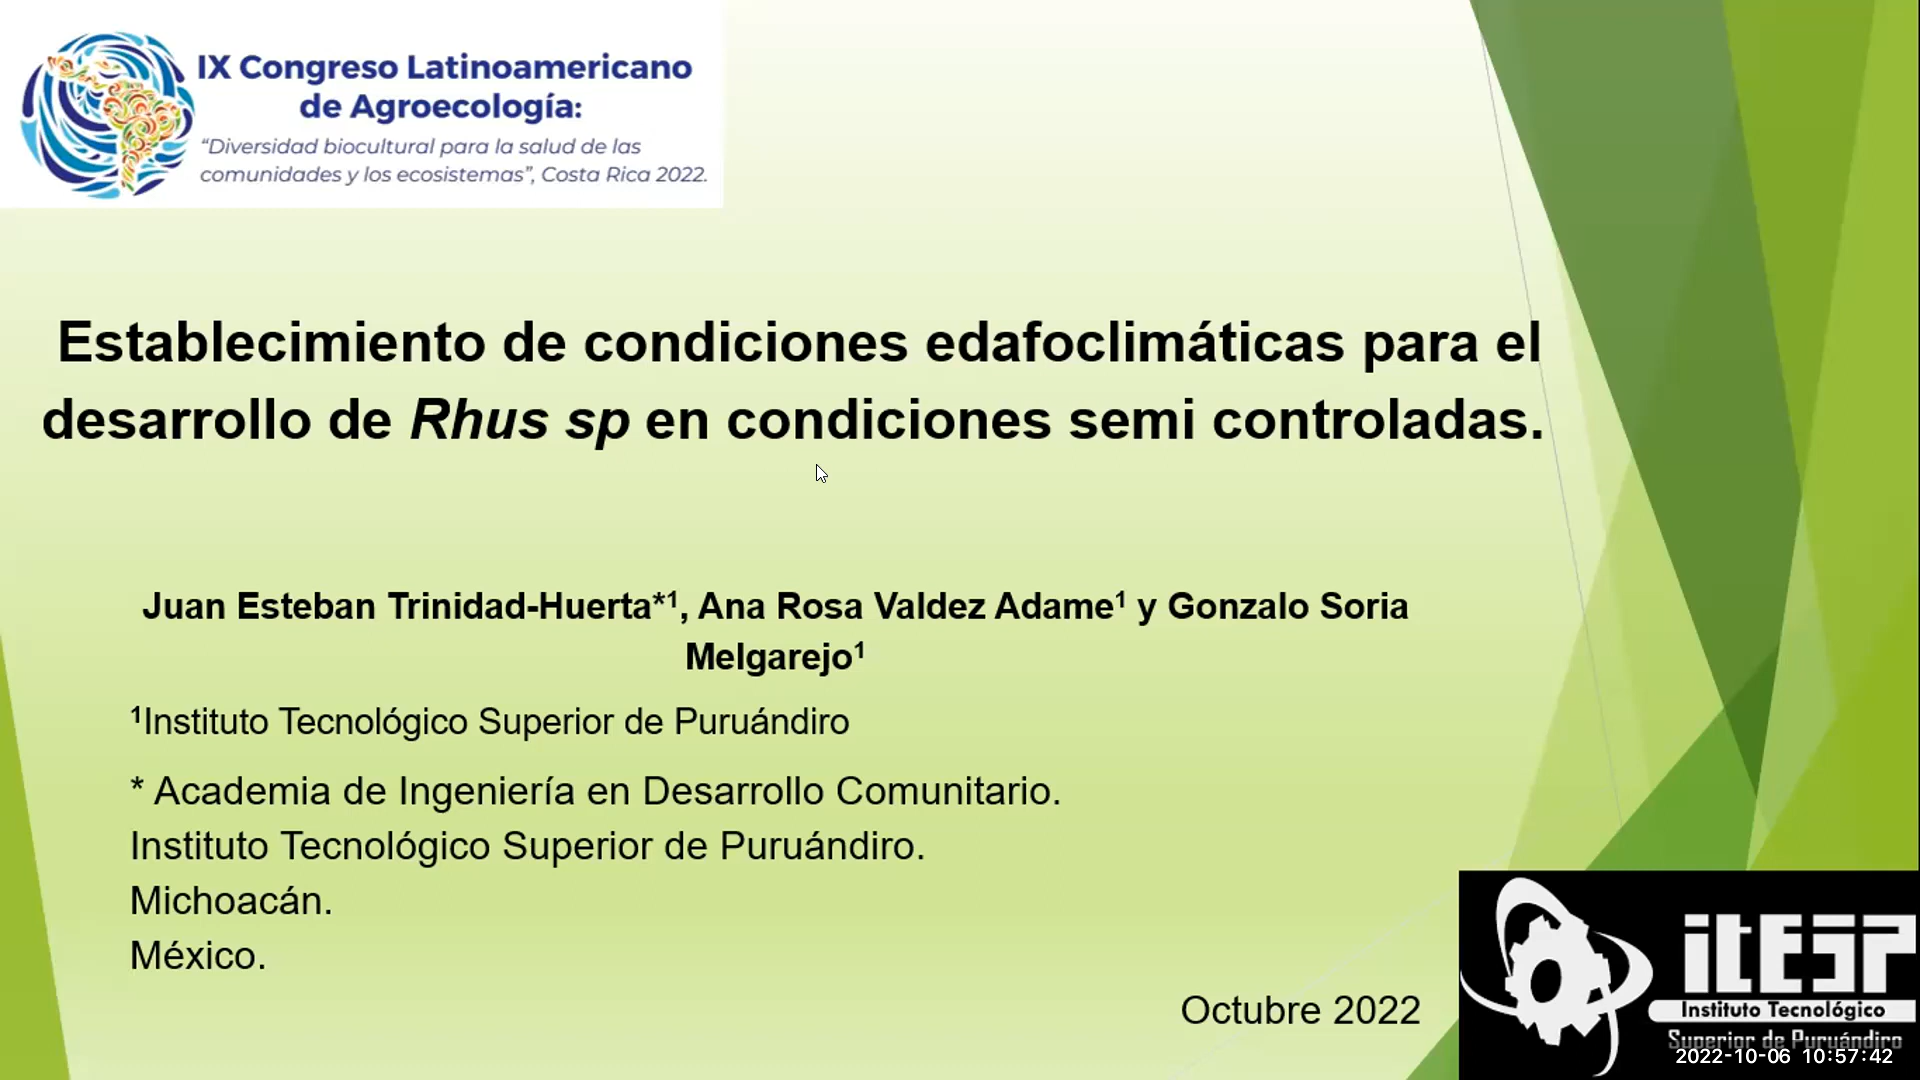 IX Congreso Latinoamericano
de Agroecología:
“Diversidad biocultural para la salud de las
comunidades y los ecosistemas”, Costa Rica 2022.
Establecimiento de condiciones edafoclimáticas para el
desarrollo de Rhus sp en condiciones semi controladas.
Juan Esteban Trinidad-Huerta*¹, Ana Rosa Valdez Adame¹ y Gonzalo Soria
Melgarejo¹
¹Instituto Tecnológico Superior de Puruándiro
* Academia de Ingeniería en Desarrollo Comunitario.
Instituto Tecnológico Superior de Puruándiro.
Michoacán.
México.
Octubre 2022
itESP
Instituto Tecnológico
Superior de Puruándiro
2022-10-06 10:57:42